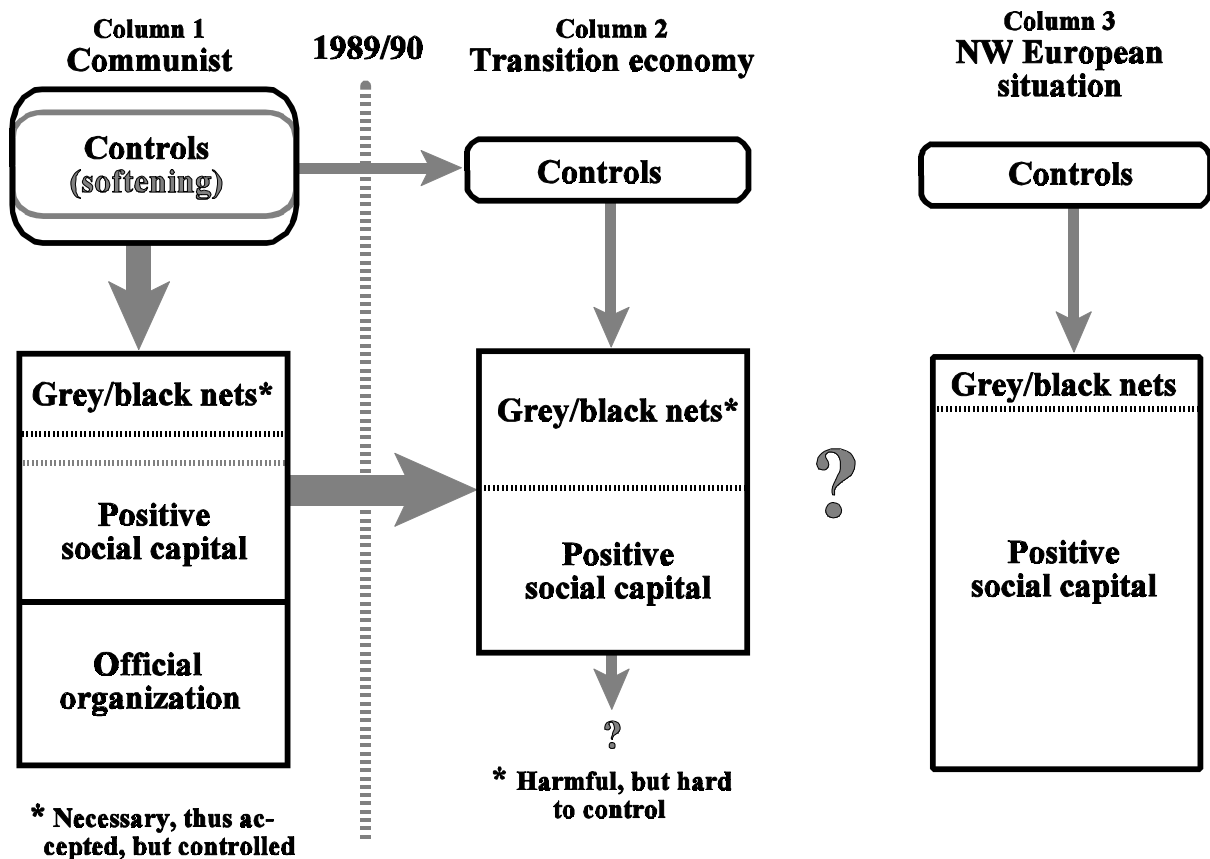 Column 1
Communist
Controls
(softening)
Grey/black nets*
Positive
social capital
Official
organization
* Necessary, thus ac-
cepted, but controlled
1989/90
Column 2
Transition economy
Controls
Grey/black nets*
Positive
social capital
?
* Harmful, but hard
to control
?
Column 3
NW European
situation
Controls
Grey/black nets
Positive
social capital